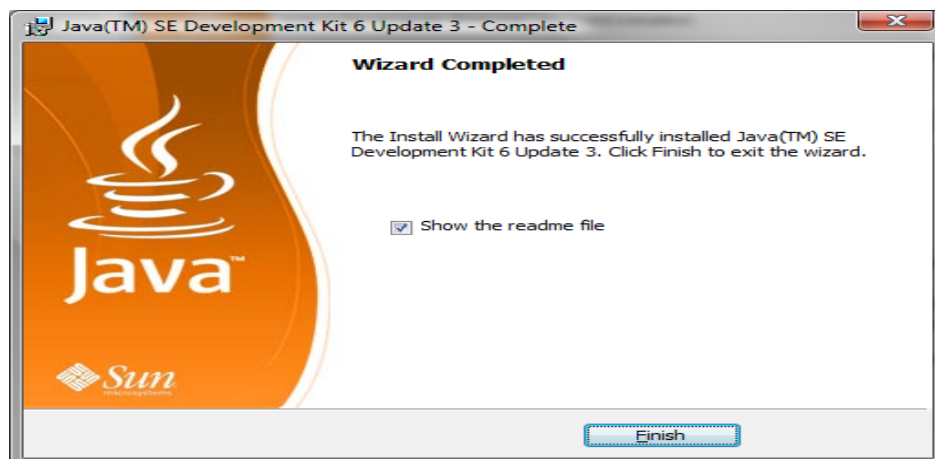 Java(TM) SE Development Kit 6 Update 3 - Complete
Wizard Completed
The Install Wizard has successfully installed Java(TM) SE
Development Kit 6 Update 3. Click Finish to exit the wizard.
Show the readme file
Java™
Sun
microsystems
Finish